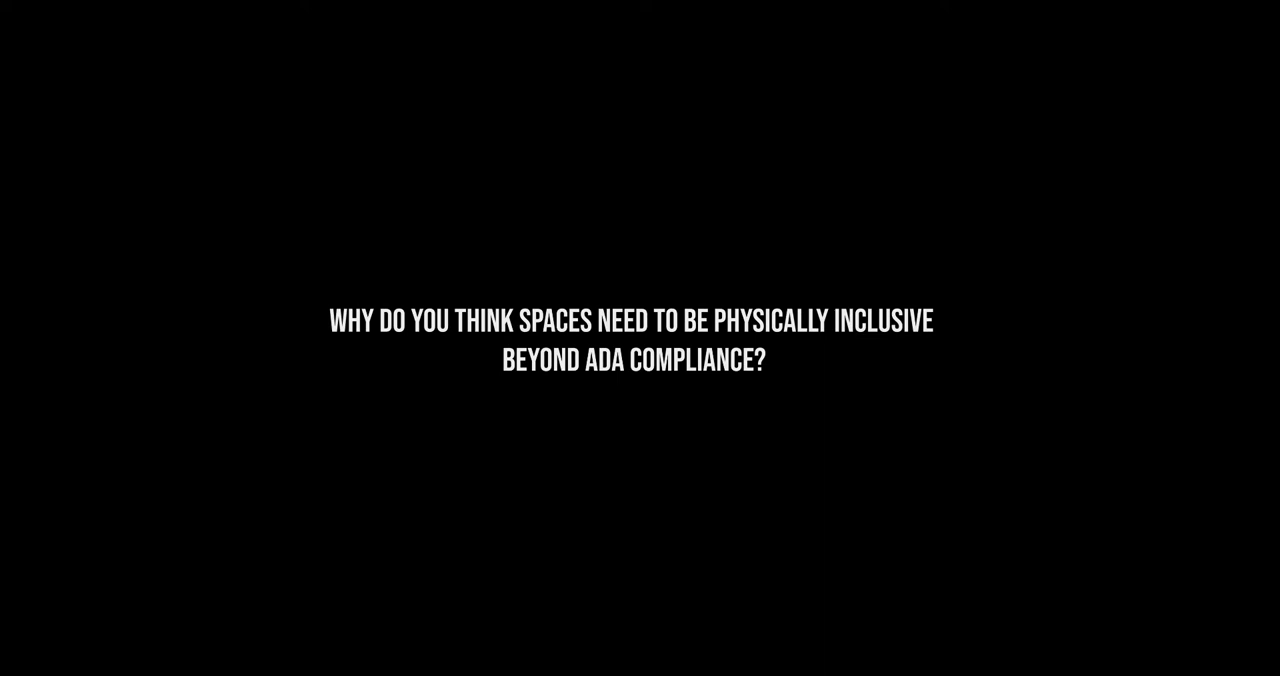 WHY DO YOU THINK SPACES NEED TO BE PHYSICALLY INCLUSIVE
BEYOND ADA COMPLIANCE?